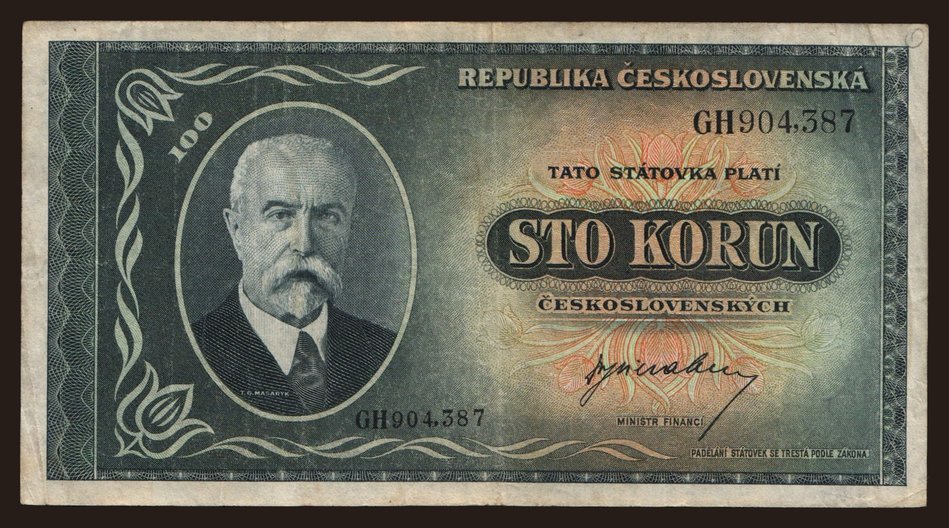 REPUBLIKA ČESKOSLOVENSKÁ
GH904,387
100
TATO STÁTOVKA PLATÍ
STO KORUN
ČESKOSLOVENSKÝCH
MINISTR FINANCÍ
T.G.MASARYK
GH904,387
PADĚLÁNÍ STÁTOVEK SE TRESTÁ PODLE ZÁKONA